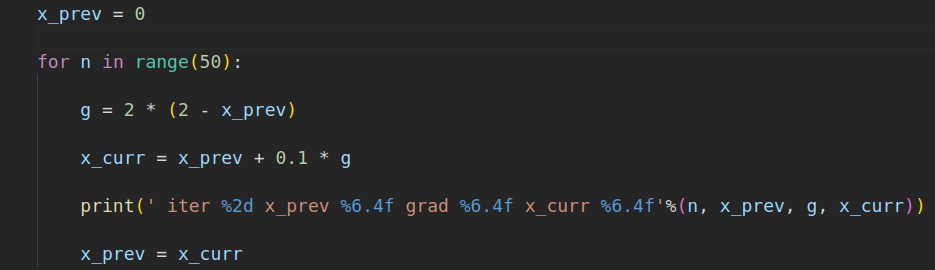 x_prev = 0
for n in range(50):
g = 2 * (2 - x_prev)
x_curr = x_prev + 0.1 * g
print(' iter %2d x_prev %6.4f grad %6.4f x_curr %6.4f'%(n, x_prev, g, x_curr))
x_prev = x_curr